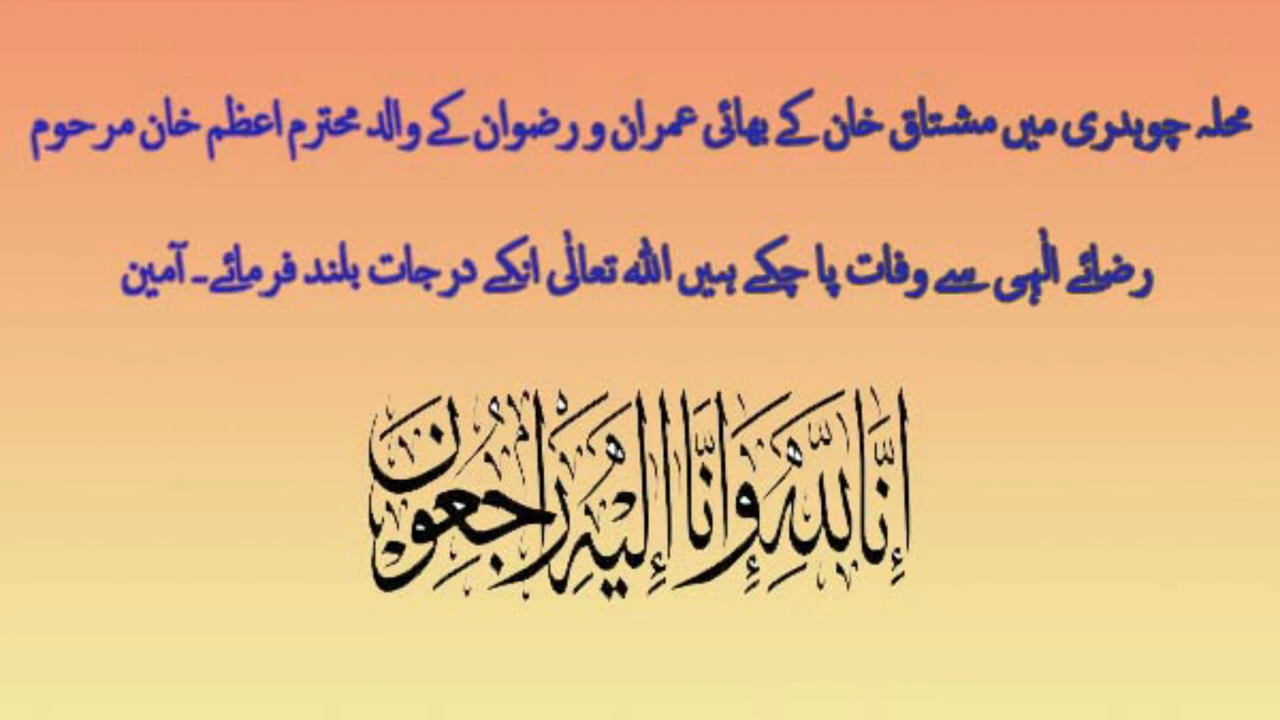 محلہ چوہدری میں مشتاق خان کے بھائی عمران و رضوان کے والد محترم اعظم خان مرحوم
رضائے الٰہی سے وفات پا چکے ہیں اللہ تعالٰی انکے درجات بلند فرمائے۔ آمین
إِنَّا لِلَّٰهِ وَإِنَّا إِلَيْهِ رَاجِعُونَ